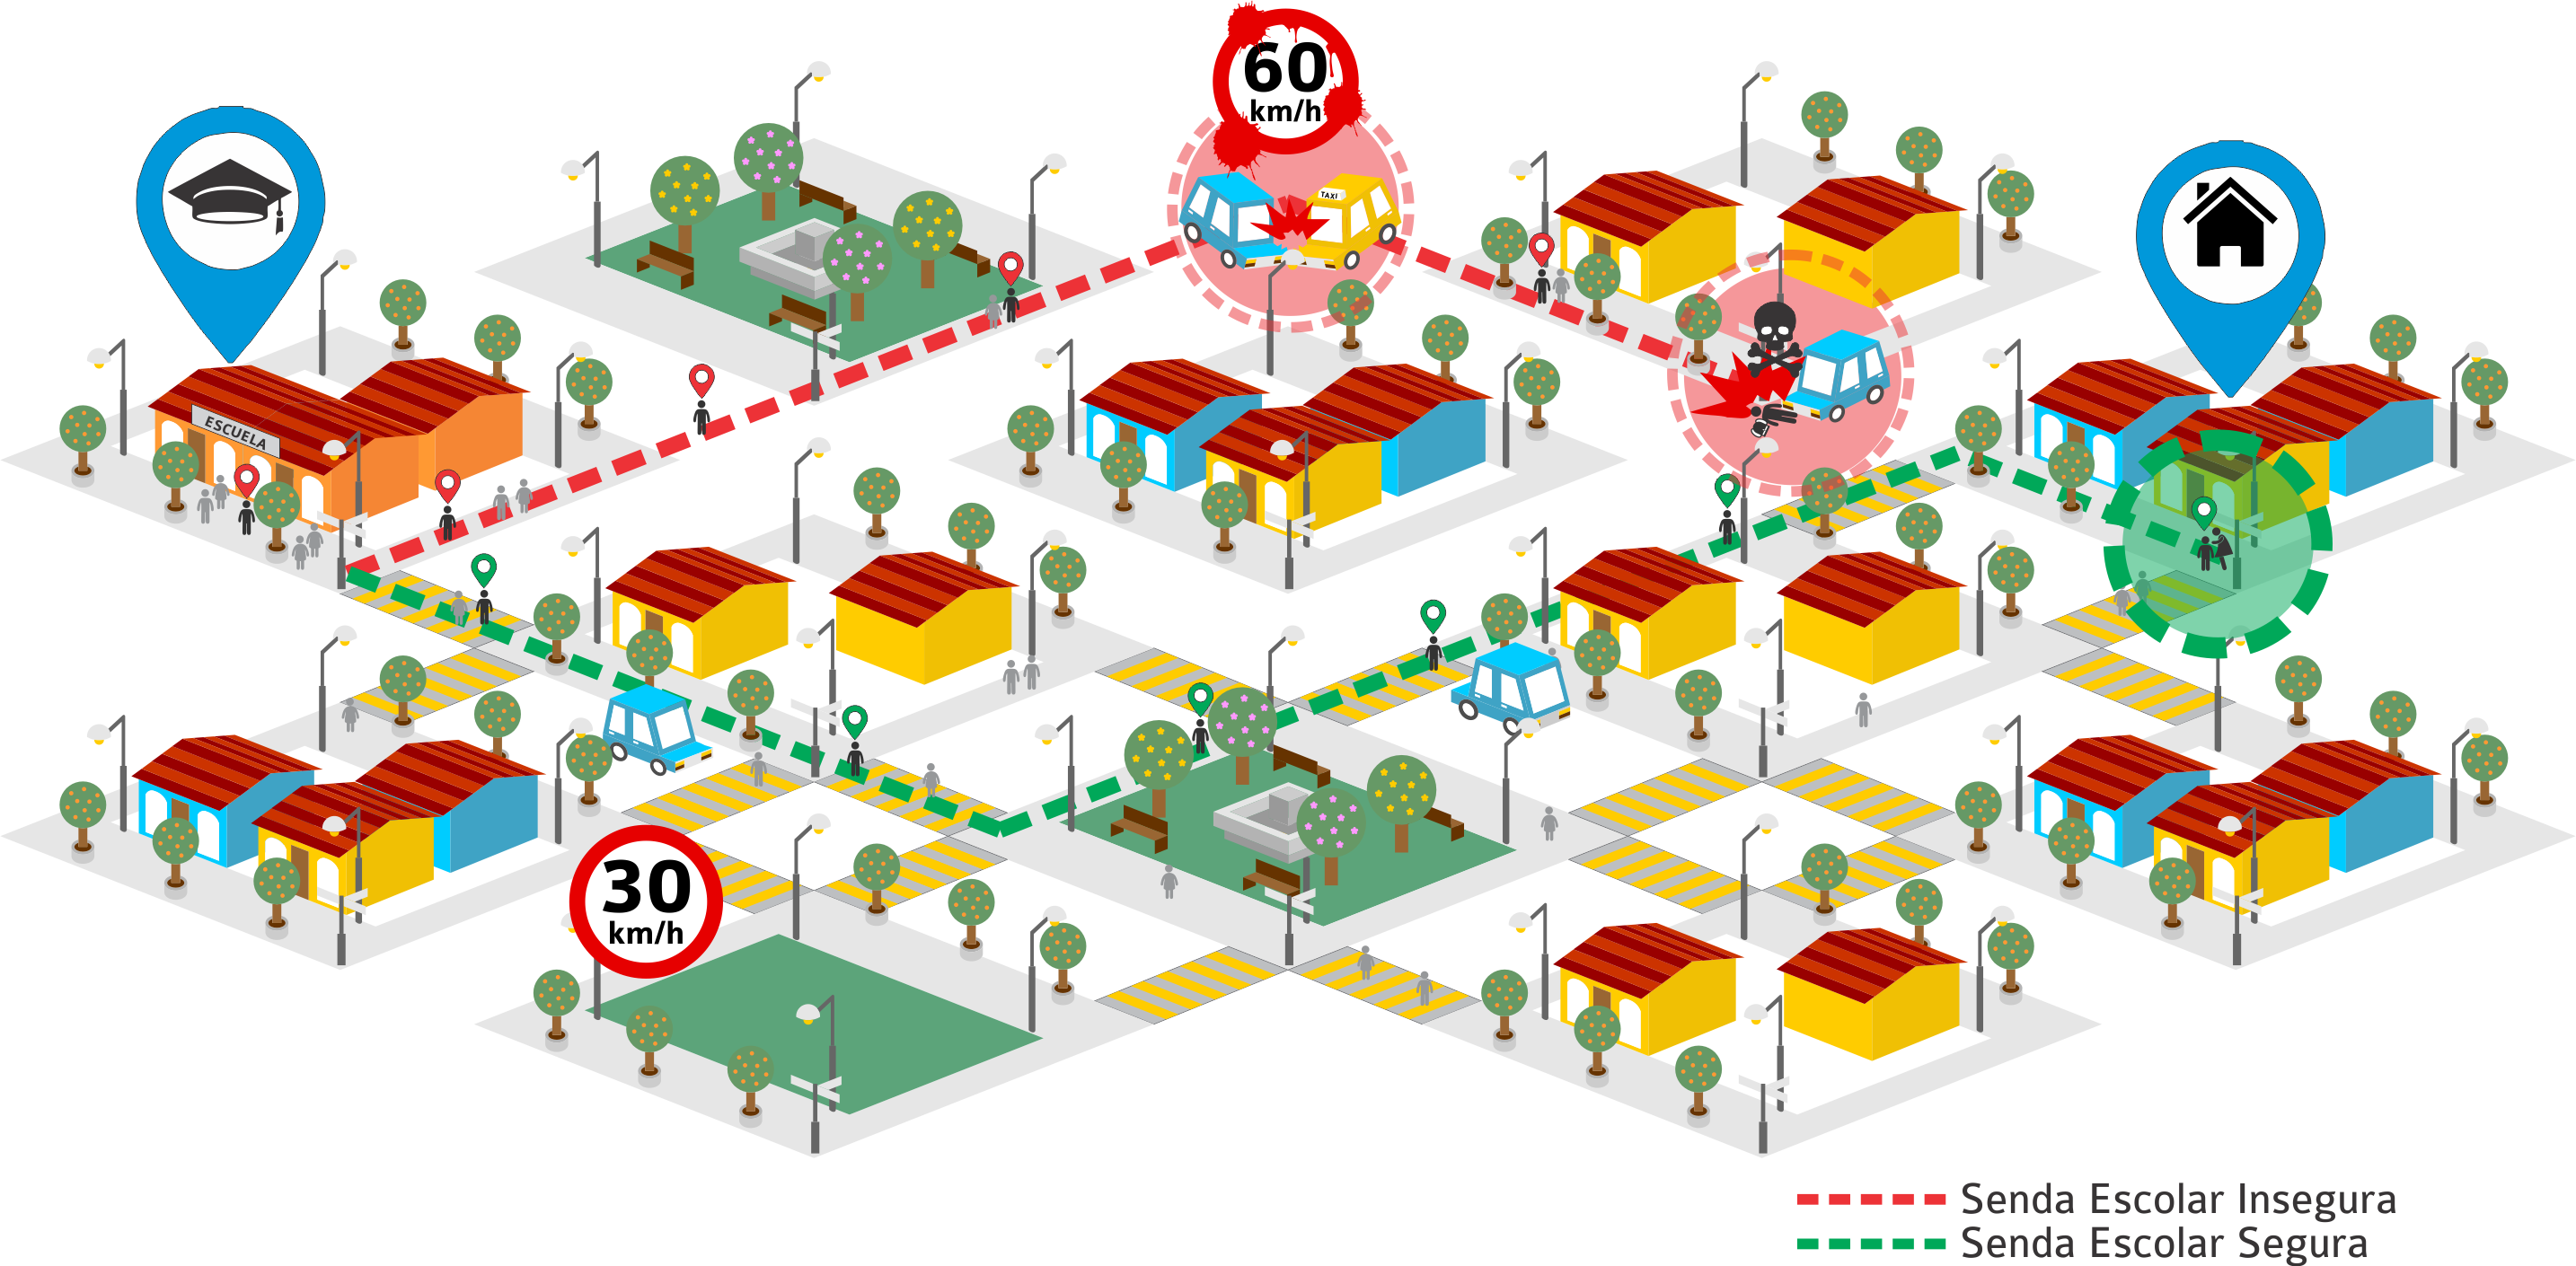 60
km/h
TAXI
ESCUELA
30
km/h
Senda Escolar Insegura
Senda Escolar Segura